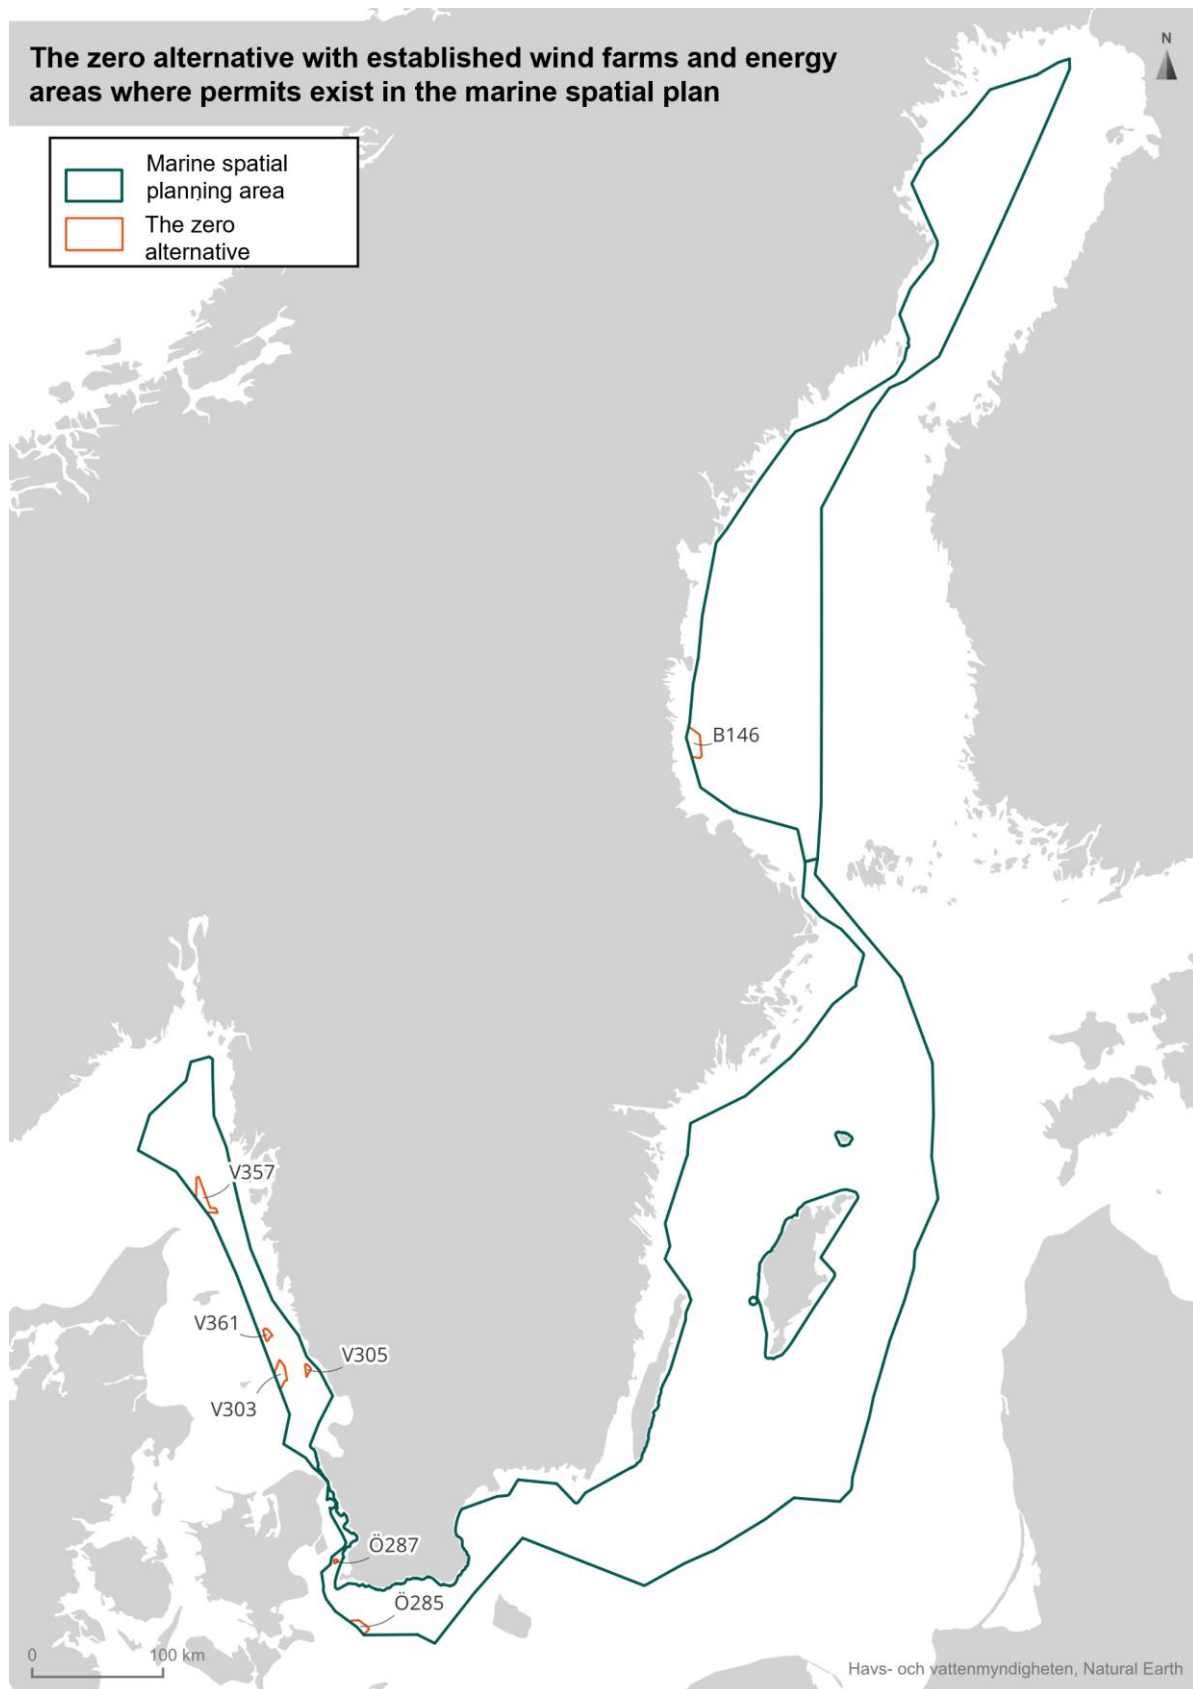 The zero alternative with established wind farms and energy
areas where permits exist in the marine spatial plan
N
Marine spatial
planning area
The zero
alternative
B146
V357
V361
V305
V303
Ö287
Ö285
0 100 km
Havs- och vattenmyndigheten, Natural Earth